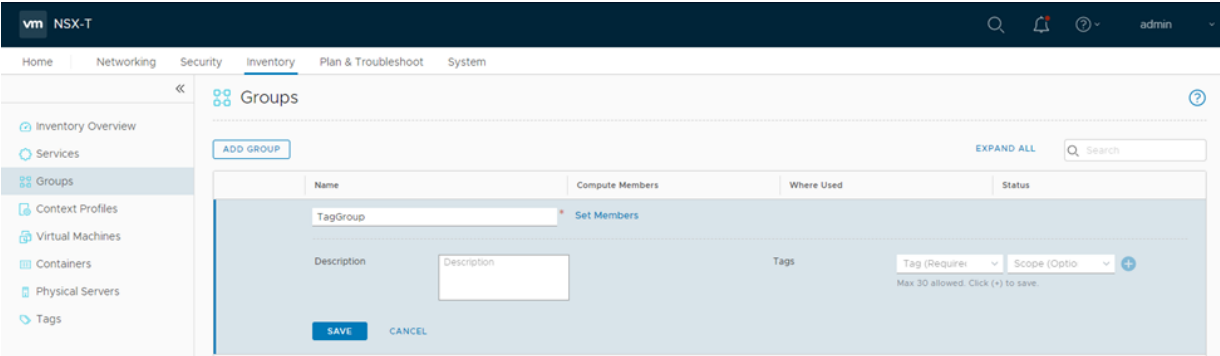 vm NSX-T
admin
Home Networking Security Inventory Plan & Troubleshoot System
Groups
Inventory Overview
Services
Groups
Context Profiles
Virtual Machines
Containers
Physical Servers
Tags
ADD GROUP EXPAND ALL Search
Name Compute Members Where Used Status
TagGroup * Set Members
Description Description Tags Tag (Require Scope (Optio
Max 30 allowed. Click (+) to save.
SAVE CANCEL